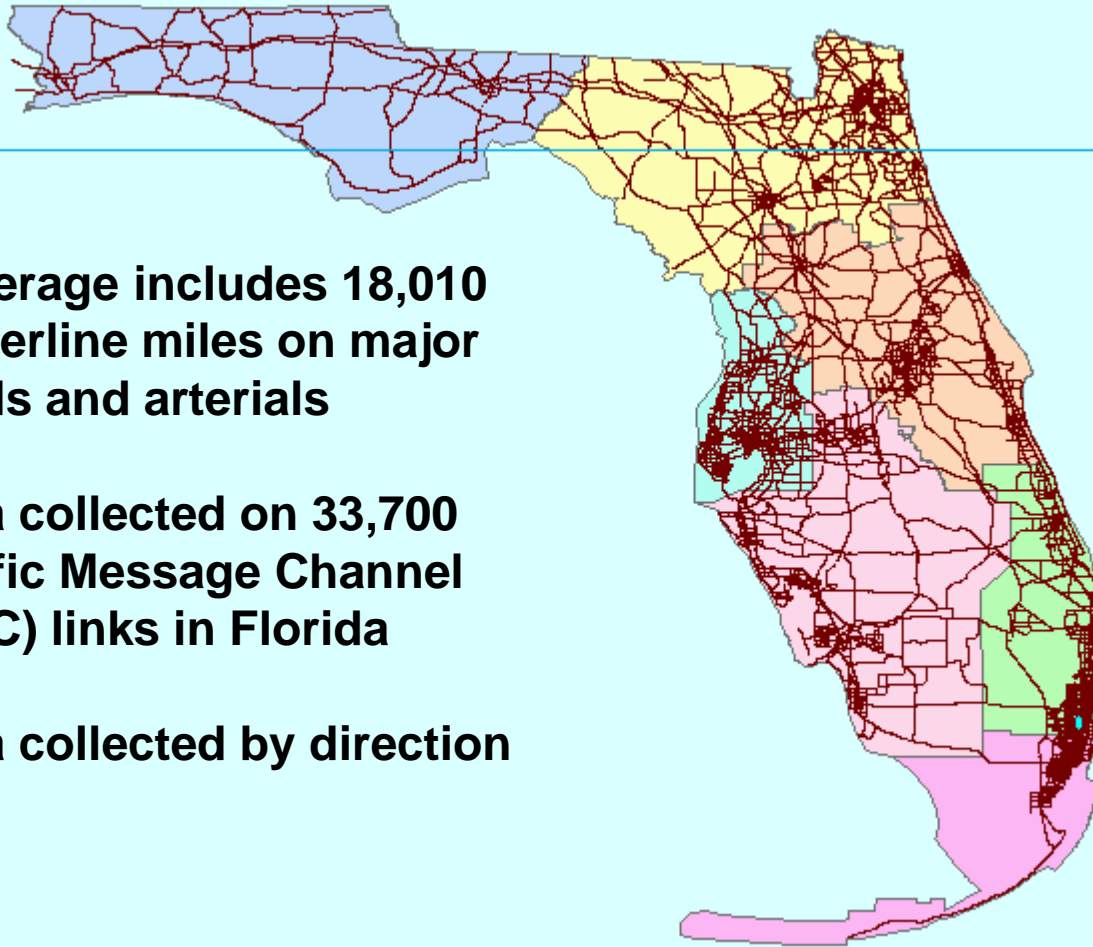 erage includes 18,010
erline miles on major
ls and arterials
a collected on 33,700
fic Message Channel
C) links in Florida
a collected by direction